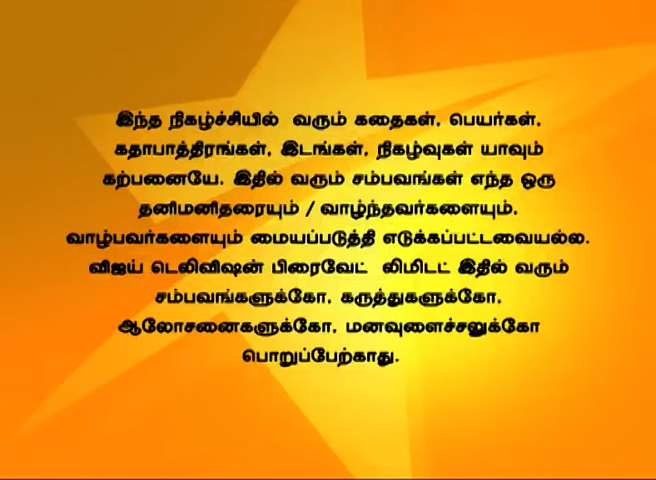 இந்த நிகழ்ச்சியில் வரும் கதைகள், பெயர்கள்,
கதாபாத்திரங்கள், இடங்கள், நிகழ்வுகள் யாவும்
கற்பனையே. இதில் வரும் சம்பவங்கள் எந்த ஒரு
தனிமனிதரையும் / வாழ்ந்தவர்களையும்,
வாழ்பவர்களையும் மையப்படுத்தி எடுக்கப்பட்டவையல்ல.
விஜய் டெலிவிஷன் பிரைவேட் லிமிடட் இதில் வரும்
சம்பவங்களுக்கோ, கருத்துகளுக்கோ,
ஆலோசனைகளுக்கோ, மனவுளைச்சலுக்கோ
பொறுப்பேற்காது.